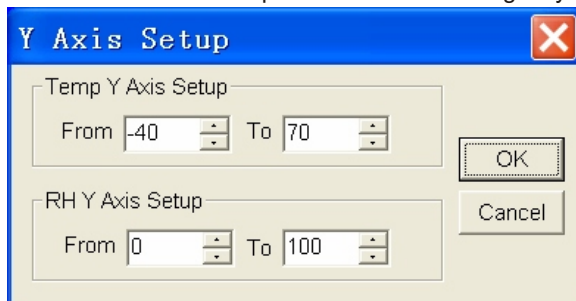 Y Axis Setup
Temp Y Axis Setup
From -40 To 70
OK
RH Y Axis Setup
Cancel
From 0 To 100